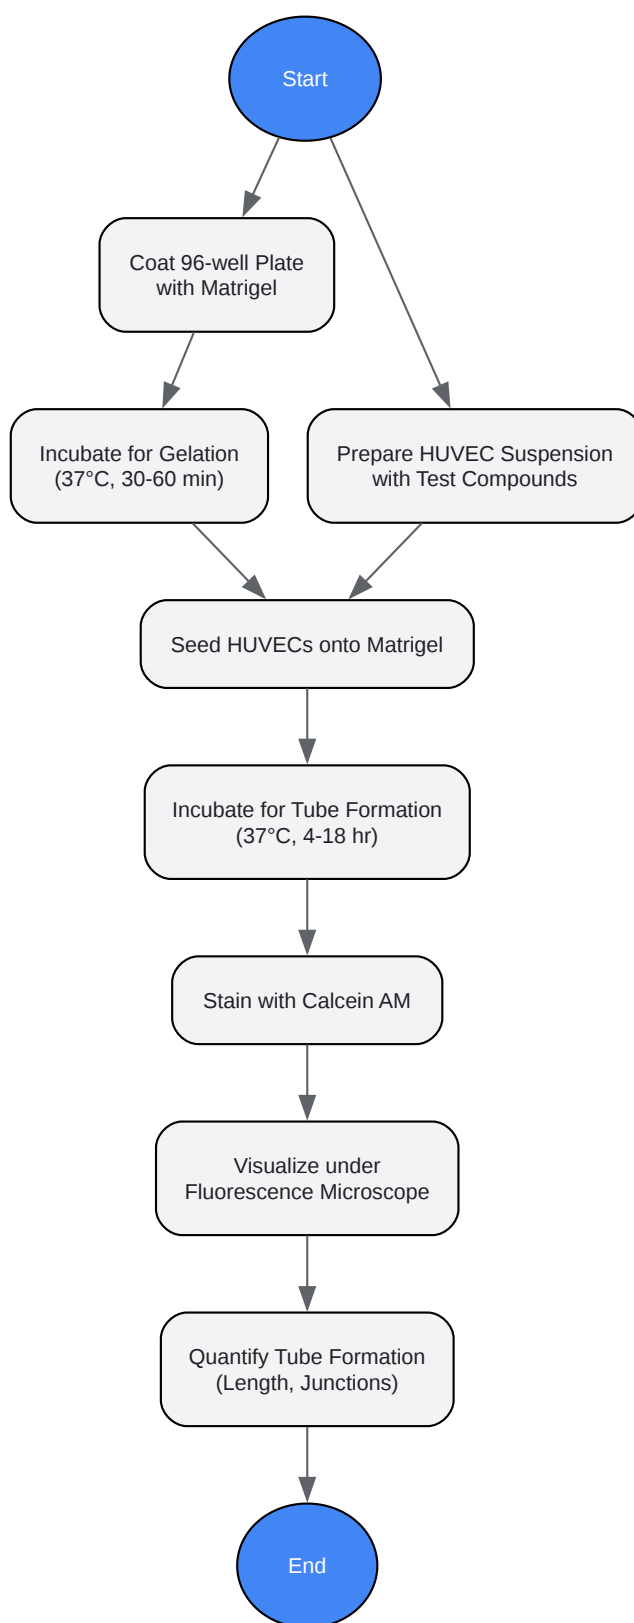 Start
Coat 96-well Plate
with Matrigel
Incubate for Gelation
(37°C, 30-60 min)
Prepare HUVEC Suspension
with Test Compounds
Seed HUVECs onto Matrigel
Incubate for Tube Formation
(37°C, 4-18 hr)
Stain with Calcein AM
Visualize under
Fluorescence Microscope
Quantify Tube Formation
(Length, Junctions)
End